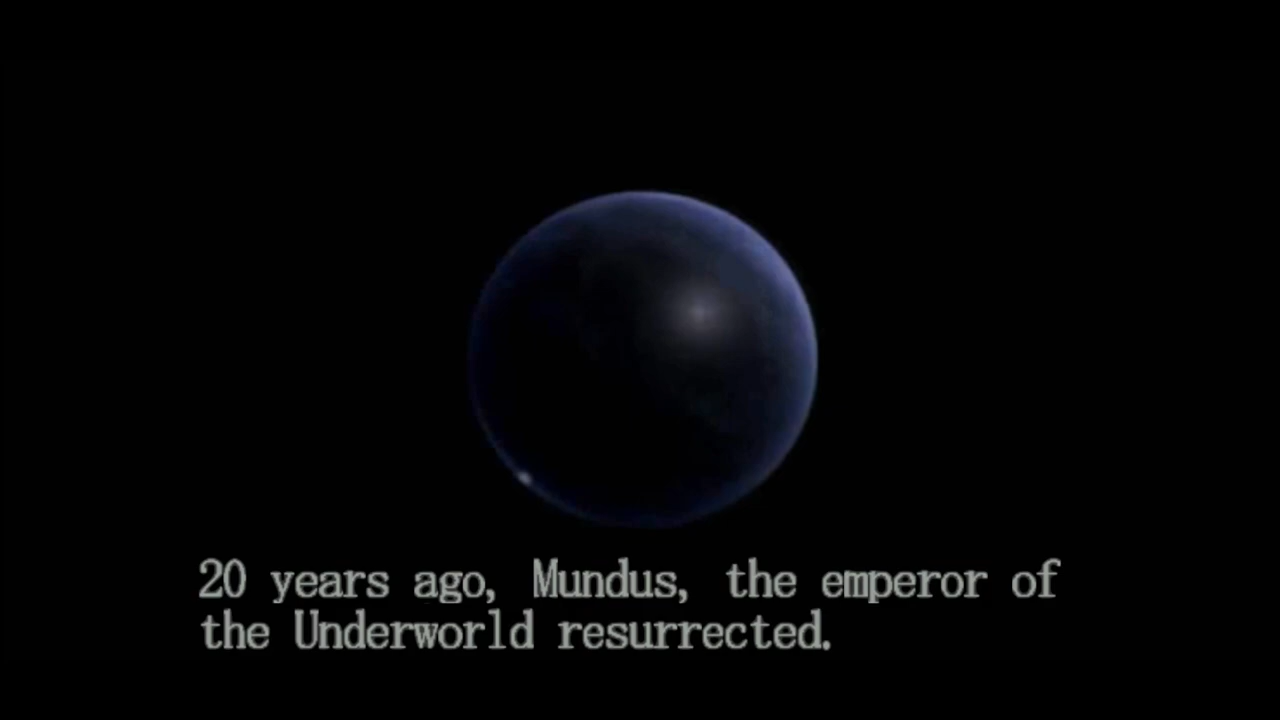 20 years ago, Mundus, the emperor of
the Underworld resurrected.